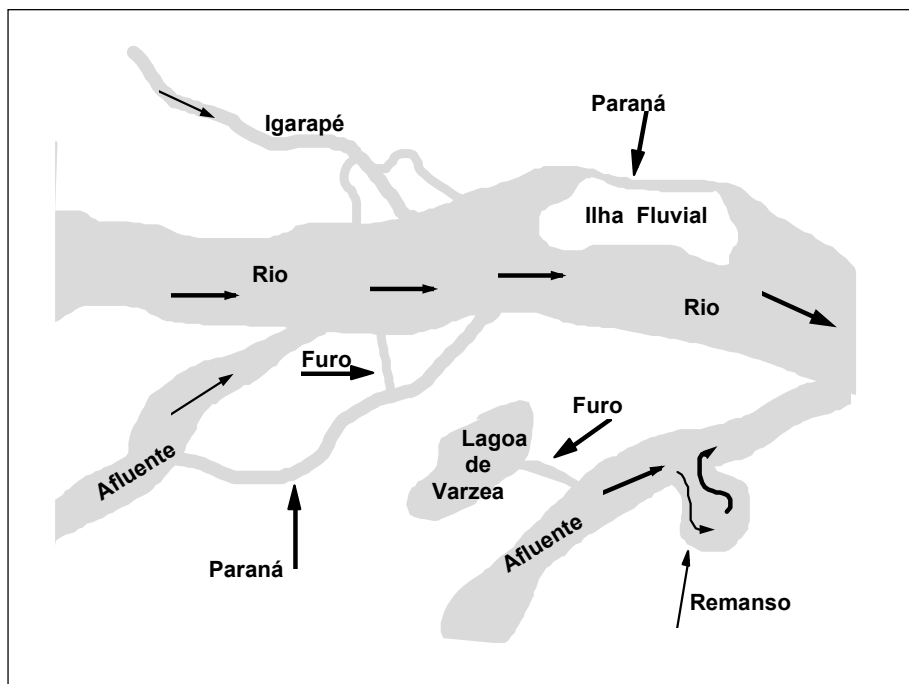 Paraná
Igarapé
Ilha Fluvial
Rio
Rio
Furo
Furo
Lagoa
de
Varzea
Afluente
Afluente
Paraná
Remanso